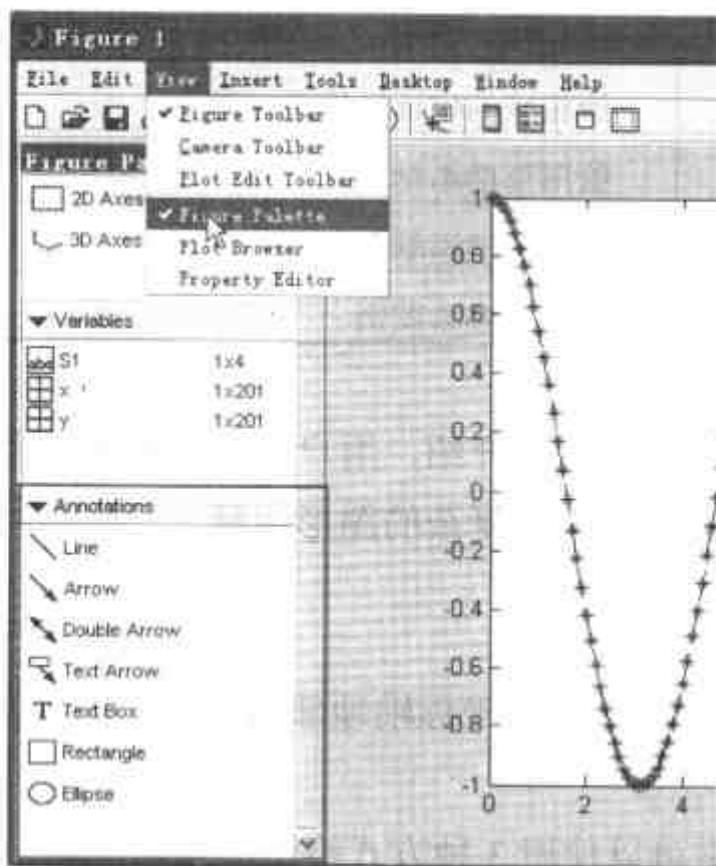 Figure 1
File Edit View Insert Tools Desktop Window Help
Figure Toolbar
Camera Toolbar
Plot Edit Toolbar
Figure Palette
Plot Browser
Property Editor
Figure Pa
2D Axes
3D Axes
Variables
abc S1 1x4
x 1x201
y 1x201
Annotations
Line
Arrow
Double Arrow
Text Arrow
T Text Box
Rectangle
Ellipse
1
0.8
0.6
0.4
0.2
0
-0.2
-0.4
-0.6
-0.8
-1
0 2 4